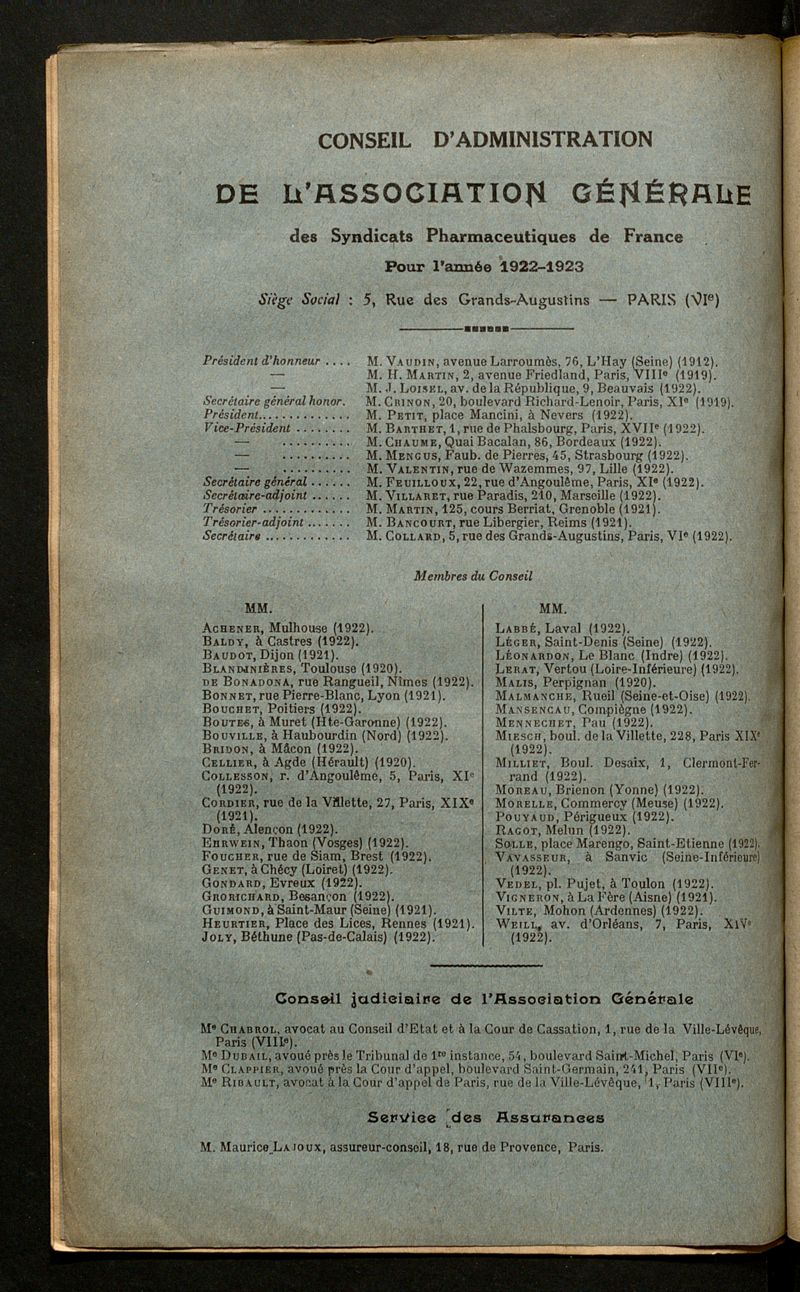 CONSEIL D'ADMINISTRATION
DE L'ASSOCIATION GÉNÉRALE
des Syndicats Pharmaceutiques de France
Pour l'année 1922-1923
Siège Social : 5, Rue des Grands-Augustins — PARIS (VIe)
Président d'honneur .... M. VAUDIN, avenue Larroumès, 76, L'Hay (Seine) (1912).
— M. H. MARTIN, 2, avenue Friedland, Paris, VIIIe (1919).
— M. J. LOISEL, av. de la République, 9, Beauvais (1922).
Secrétaire général honor. M. CRINON, 20, boulevard Richard-Lenoir, Paris, XIe (1919).
Président.............. M. PETIT, place Mancini, à Nevers (1922).
Vice-Président ........ M. BARTHET, 1, rue de Phalsbourg, Paris, XVIIe (1922).
— .......... M. CHAUME, Quai Bacalan, 86, Bordeaux (1922).
— .......... M. MENGUS, Faub. de Pierres, 45, Strasbourg (1922).
— .......... M. VALENTIN, rue de Wazemmes, 97, Lille (1922).
Secrétaire général ...... M. FEUILLOUX, 22, rue d'Angoulême, Paris, XIe (1922).
Secrétaire-adjoint ...... M. VILLARET, rue Paradis, 210, Marseille (1922).
Trésorier ............. M. MARTIN, 125, cours Berriat, Grenoble (1921).
Trésorier-adjoint ....... M. BANCOURT, rue Libergier, Reims (1921).
Secrétaire ............. M. COLLARD, 5, rue des Grands-Augustins, Paris, VIe (1922).
Membres du Conseil
MM.
ACHENER, Mulhouse (1922).
BALDY, à Castres (1922).
BAUDOT, Dijon (1921).
BLANDINIÈRES, Toulouse (1920).
DE BONADONA, rue Rangueil, Nîmes (1922).
BONNET, rue Pierre-Blanc, Lyon (1921).
BOUCHET, Poitiers (1922).
BOUTES, à Muret (Hte-Garonne) (1922).
BOUVILLE, à Haubourdin (Nord) (1922).
BRIDON, à Mâcon (1922).
CELLIER, à Agde (Hérault) (1920).
COLLESSON, r. d'Angoulême, 5, Paris, XIe
(1922).
CORDIER, rue de la Villette, 27, Paris, XIXe
(1921).
DORÉ, Alençon (1922).
EHRWEIN, Thaon (Vosges) (1922).
FOUCHER, rue de Siam, Brest (1922).
GENET, à Chécy (Loiret) (1922).
GONDARD, Evreux (1922).
GRORICHARD, Besançon (1922).
GUIMOND, à Saint-Maur (Seine) (1921).
HEURTIER, Place des Lices, Rennes (1921).
JOLY, Béthune (Pas-de-Calais) (1922).
MM.
LABBÉ, Laval (1922).
LÉGER, Saint-Denis (Seine) (1922).
LÉONARDON, Le Blanc (Indre) (1922).
LERAT, Vertou (Loire-Inférieure) (1922).
MALIS, Perpignan (1920).
MALMANCHE, Rueil (Seine-et-Oise) (1922).
MANSENCAU, Compiègne (1922).
MENNECHET, Pau (1922).
MIESCH, boul. de la Villette, 228, Paris XIXe
(1922).
MILLIET, Boul. Desaix, 1, Clermont-Fer-
rand (1922).
MOREAU, Brienon (Yonne) (1922).
MORELLE, Commercy (Meuse) (1922).
POUYAUD, Périgueux (1922).
RAGOT, Melun (1922).
SOLLE, place Marengo, Saint-Etienne (1922).
VAVASSEUR, à Sanvic (Seine-Inférieure)
(1922).
VEDEL, pl. Pujet, à Toulon (1922).
VIGNERON, à La Fère (Aisne) (1921).
VILTE, Mohon (Ardennes) (1922).
WEILL, av. d'Orléans, 7, Paris, XIVe
(1922).
Conseil judiciaire de l'Association Générale
Me CHABROL, avocat au Conseil d'Etat et à la Cour de Cassation, 1, rue de la Ville-Lévêque,
Paris (VIIIe).
Me DUBAIL, avoué près le Tribunal de 1re instance, 54, boulevard Saint-Michel, Paris (VIe).
Me CLAPPIER, avoué près la Cour d'appel, boulevard Saint-Germain, 241, Paris (VIIe).
Me RIBAULT, avocat à la Cour d'appel de Paris, rue de la Ville-Lévêque, 1, Paris (VIIIe).
Service des Assurances
M. Maurice LAJOUX, assureur-conseil, 18, rue de Provence, Paris.